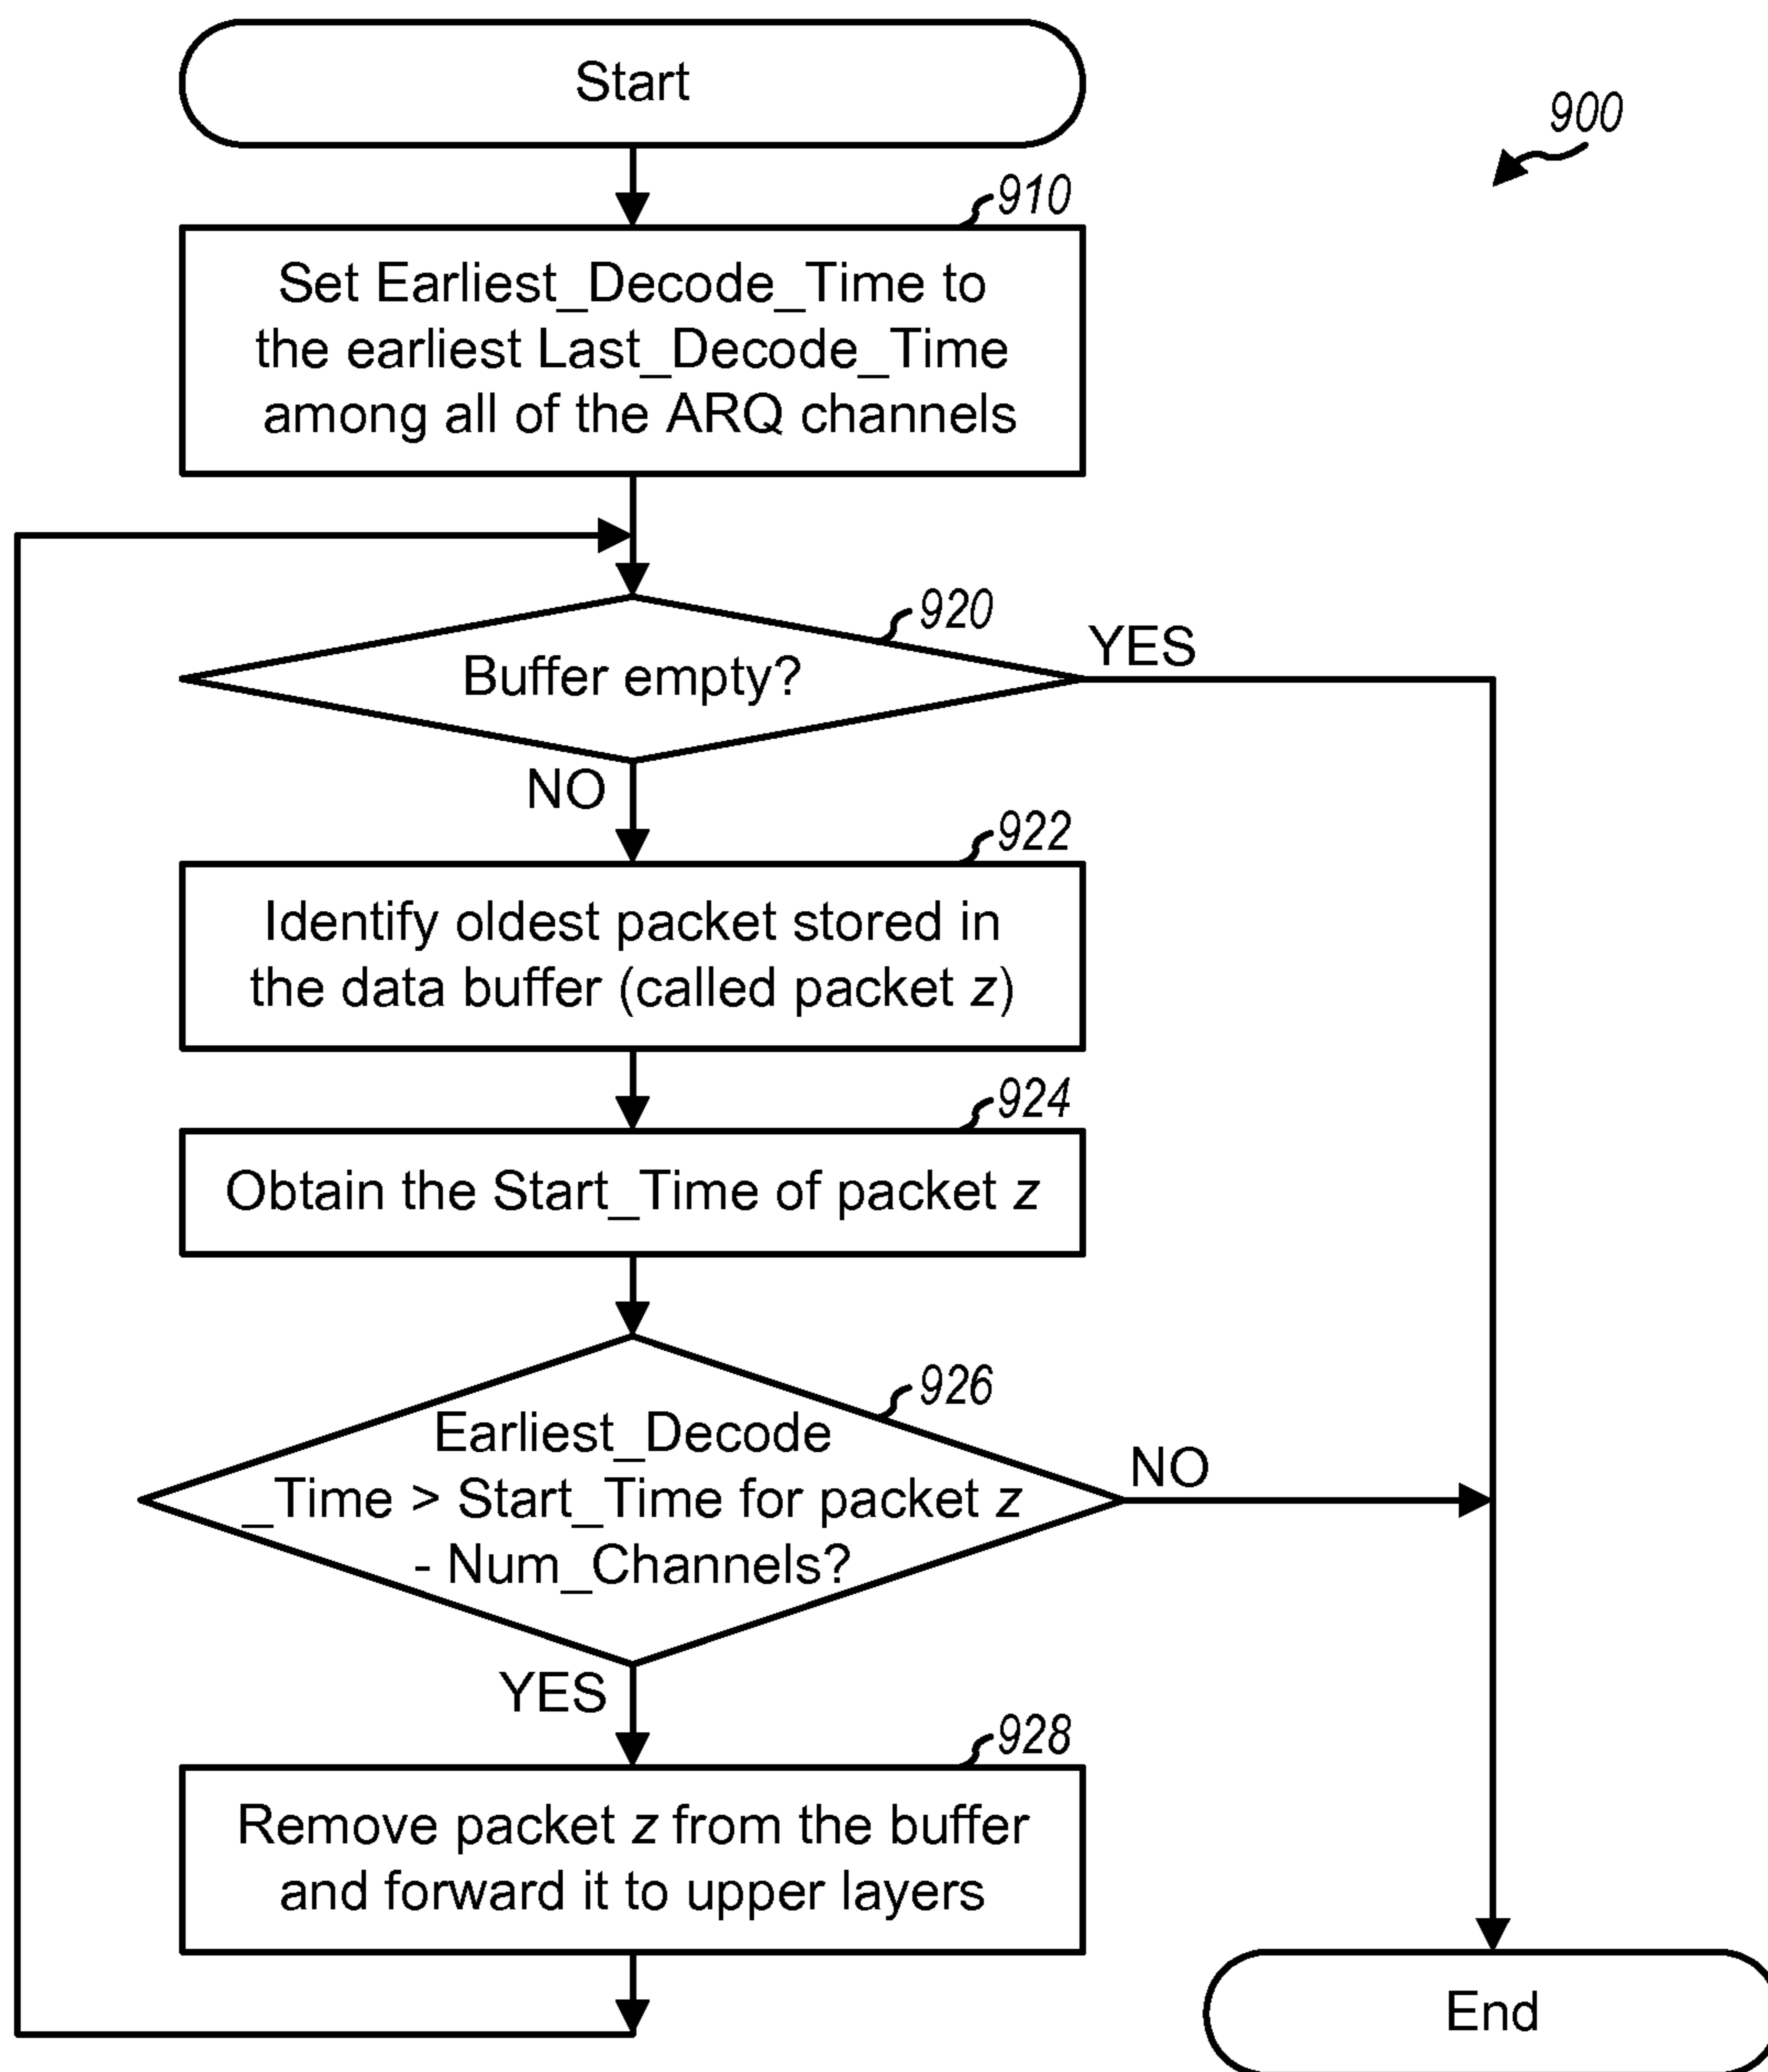 Start
900
910
Set Earliest_Decode_Time to
the earliest Last_Decode_Time
among all of the ARQ channels
920
Buffer empty?
YES
NO
922
Identify oldest packet stored in
the data buffer (called packet z)
924
Obtain the Start_Time of packet z
926
Earliest_Decode
_Time > Start_Time for packet z
- Num_Channels?
NO
YES
928
Remove packet z from the buffer
and forward it to upper layers
End